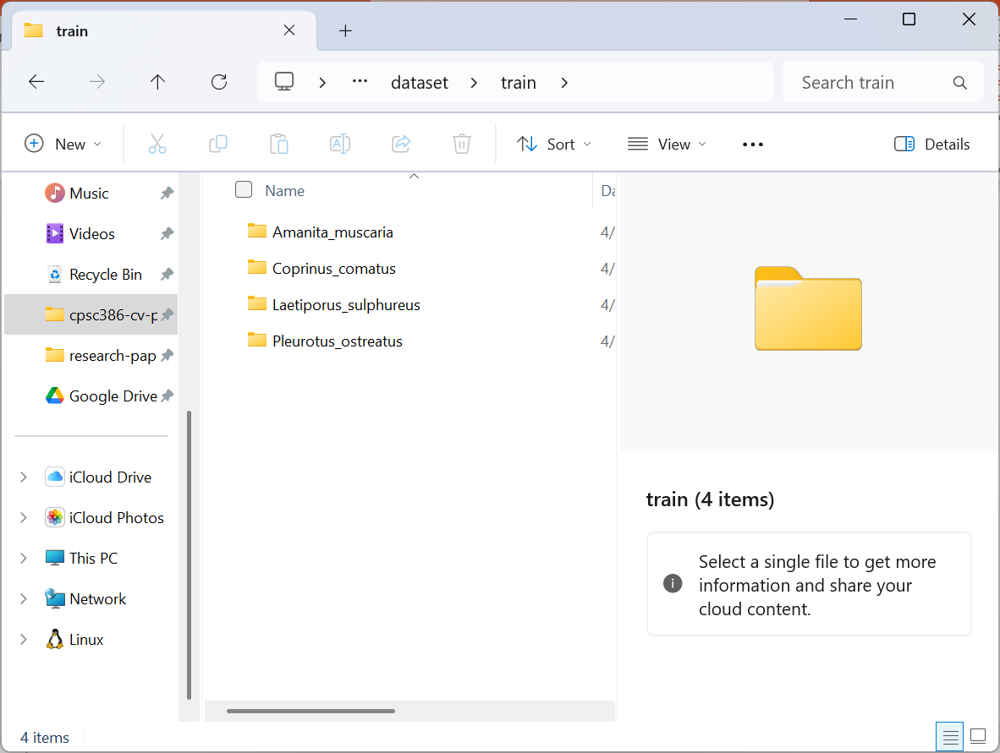 train
dataset
train
Search train
New
Sort
View
Details
Music
Videos
Recycle Bin
cpsc386-cv-p
research-pap
Google Drive
iCloud Drive
iCloud Photos
This PC
Network
Linux
Name
Da
Amanita_muscaria
4/
Coprinus_comatus
4/
Laetiporus_sulphureus
4/
Pleurotus_ostreatus
4/
train (4 items)
Select a single file to get more
information and share your
cloud content.
4 items